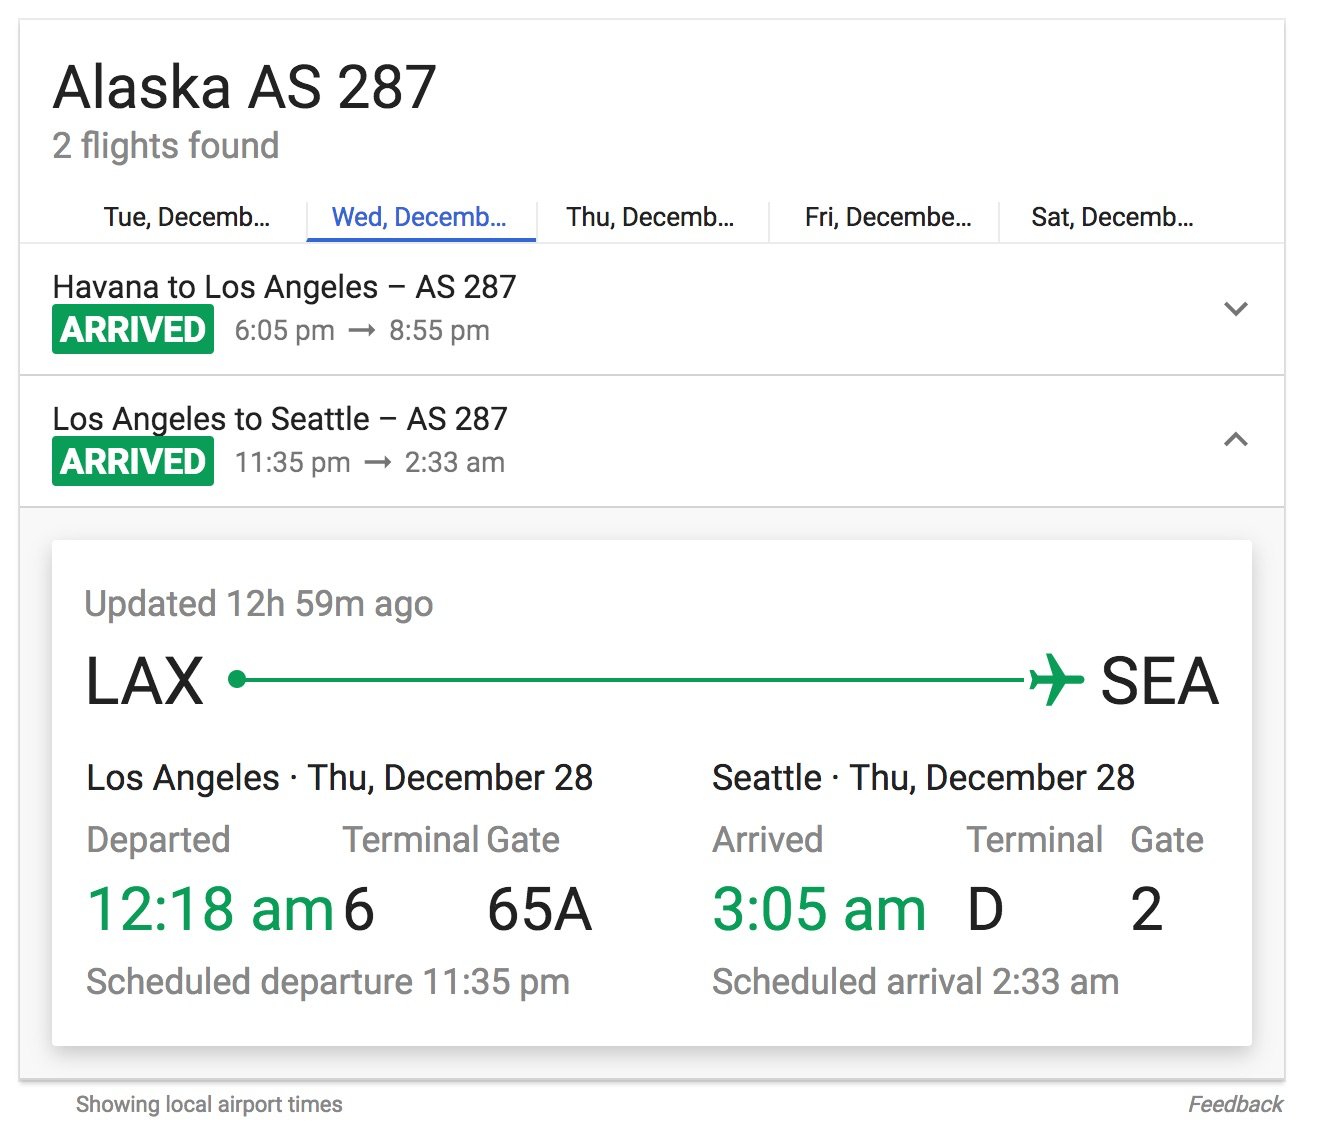 Alaska AS 287
2 flights found
Tue, Decemb... Wed, Decemb... Thu, Decemb... Fri, Decembe... Sat, Decemb...
Havana to Los Angeles – AS 287
ARRIVED 6:05 pm → 8:55 pm
Los Angeles to Seattle – AS 287
ARRIVED 11:35 pm → 2:33 am
Updated 12h 59m ago
LAX SEA
Los Angeles · Thu, December 28 Seattle · Thu, December 28
Departed Terminal Gate Arrived Terminal Gate
12:18 am 6 65A 3:05 am D 2
Scheduled departure 11:35 pm Scheduled arrival 2:33 am
Showing local airport times Feedback